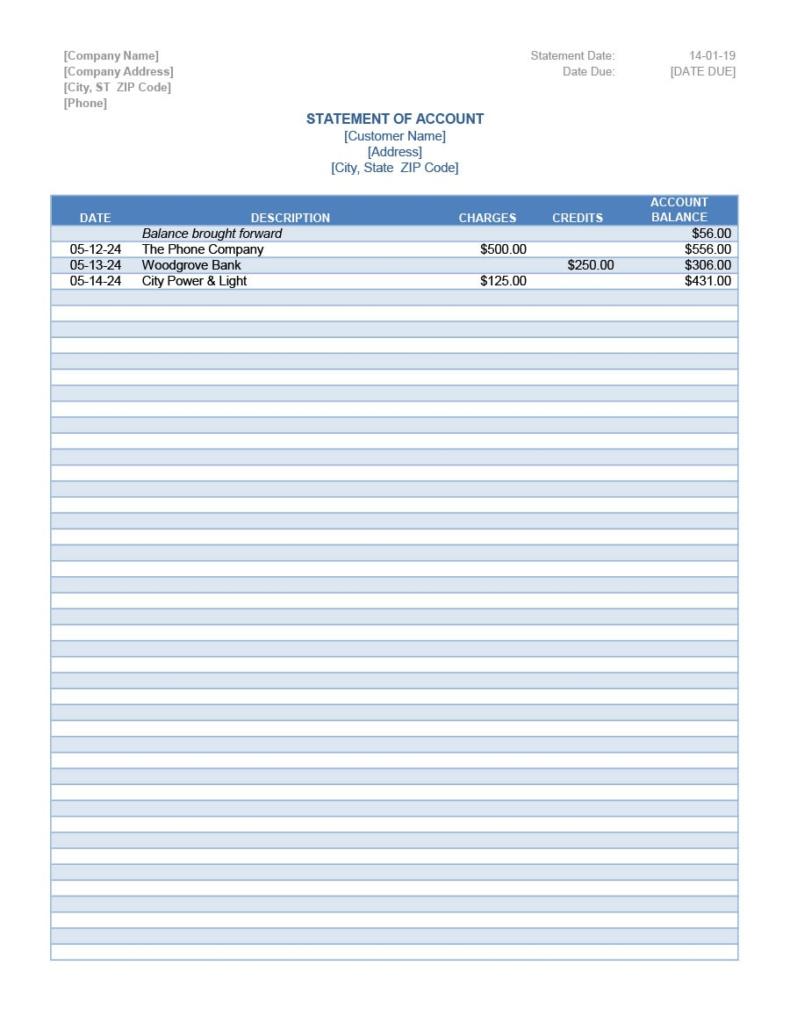 [Company Name]
[Company Address]
[City, ST  ZIP Code]
[Phone]
Statement Date: 14-01-19
Date Due: [DATE DUE]
STATEMENT OF ACCOUNT
[Customer Name]
[Address]
[City, State  ZIP Code]
DATE DESCRIPTION CHARGES CREDITS ACCOUNT BALANCE
Balance brought forward $56.00
05-12-24 The Phone Company $500.00 $556.00
05-13-24 Woodgrove Bank $250.00 $306.00
05-14-24 City Power & Light $125.00 $431.00